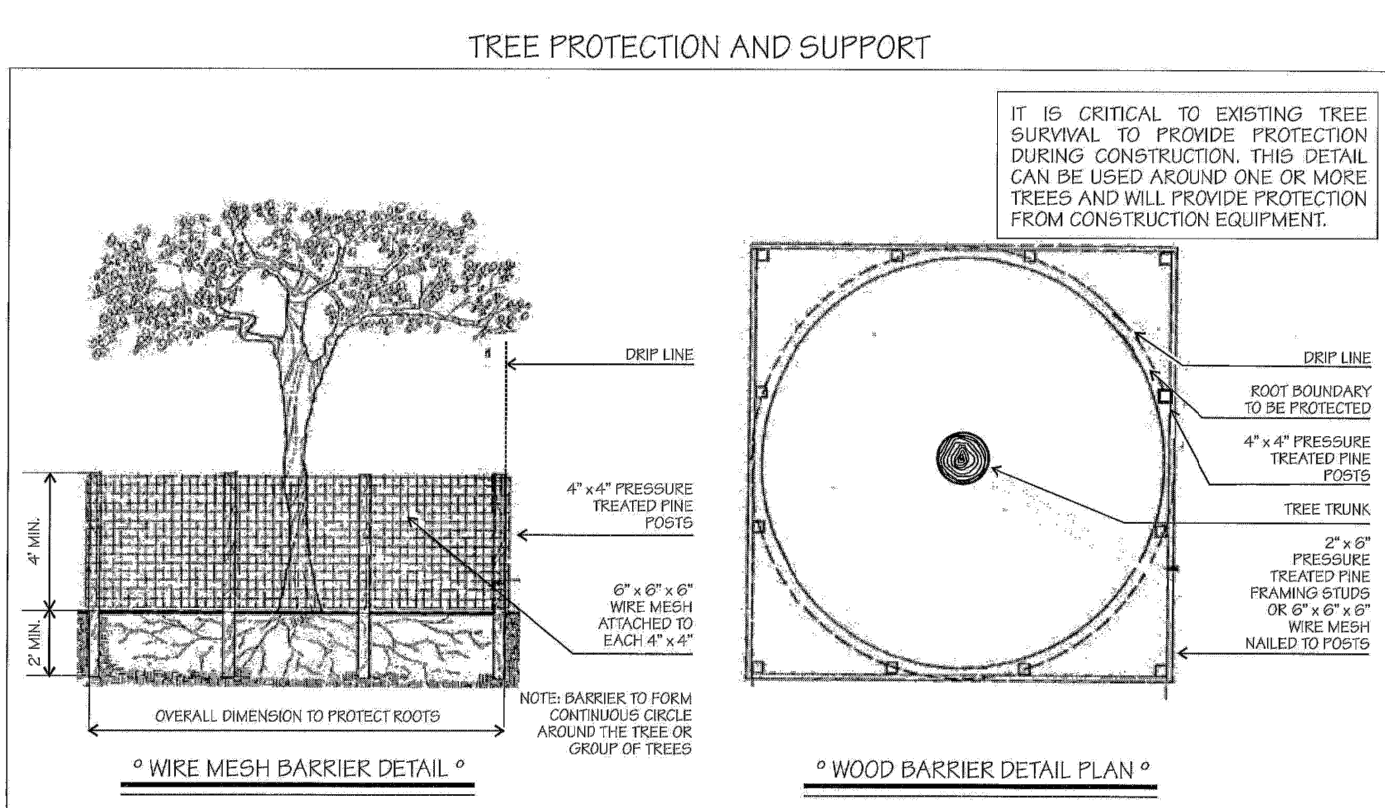 TREE PROTECTION AND SUPPORT
IT IS CRITICAL TO EXISTING TREE
SURVIVAL TO PROVIDE PROTECTION
DURING CONSTRUCTION. THIS DETAIL
CAN BE USED AROUND ONE OR MORE
TREES AND WILL PROVIDE PROTECTION
FROM CONSTRUCTION EQUIPMENT.
DRIP LINE
4" x 4" PRESSURE
TREATED PINE
POSTS
6" x 6" x 6"
WIRE MESH
ATTACHED TO
EACH 4" x 4"
4' MIN.
2' MIN.
OVERALL DIMENSION TO PROTECT ROOTS
NOTE: BARRIER TO FORM
CONTINUOUS CIRCLE
AROUND THE TREE OR
GROUP OF TREES
° WIRE MESH BARRIER DETAIL °
DRIP LINE
ROOT BOUNDARY
TO BE PROTECTED
4" x 4" PRESSURE
TREATED PINE
POSTS
TREE TRUNK
2" x 6"
PRESSURE
TREATED PINE
FRAMING STUDS
OR 6" x 6" x 6"
WIRE MESH
NAILED TO POSTS
° WOOD BARRIER DETAIL PLAN °